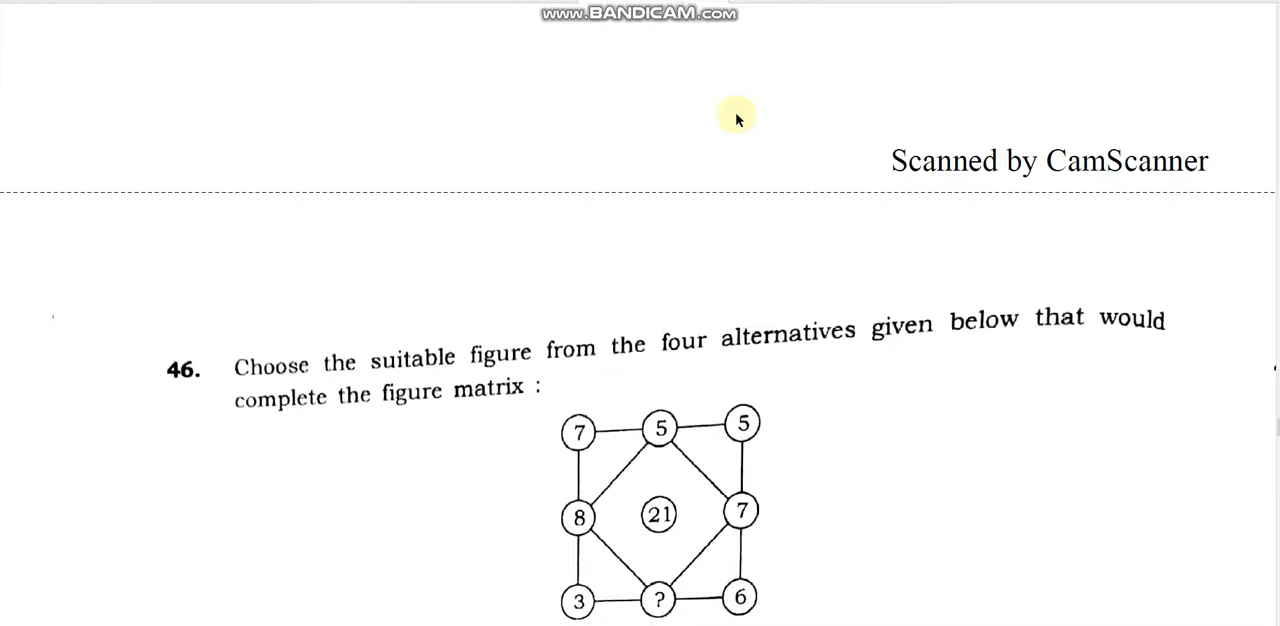 www.BANDICAM.com
Scanned by CamScanner
46. Choose the suitable figure from the four alternatives given below that would
complete the figure matrix :
7 5 5
8 21 7
3 ? 6